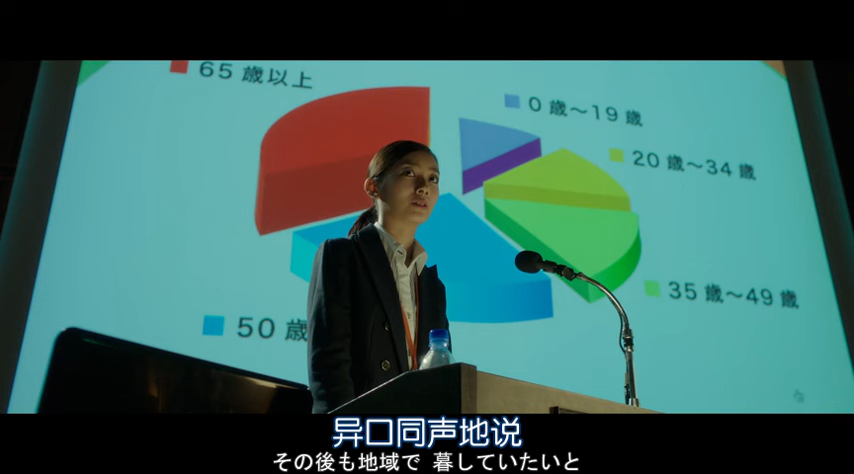 65 歳以上
0 歳～19 歳
20 歳～34 歳
35 歳～49 歳
50 歳
异口同声地说
その後も地域で 暮していたいと